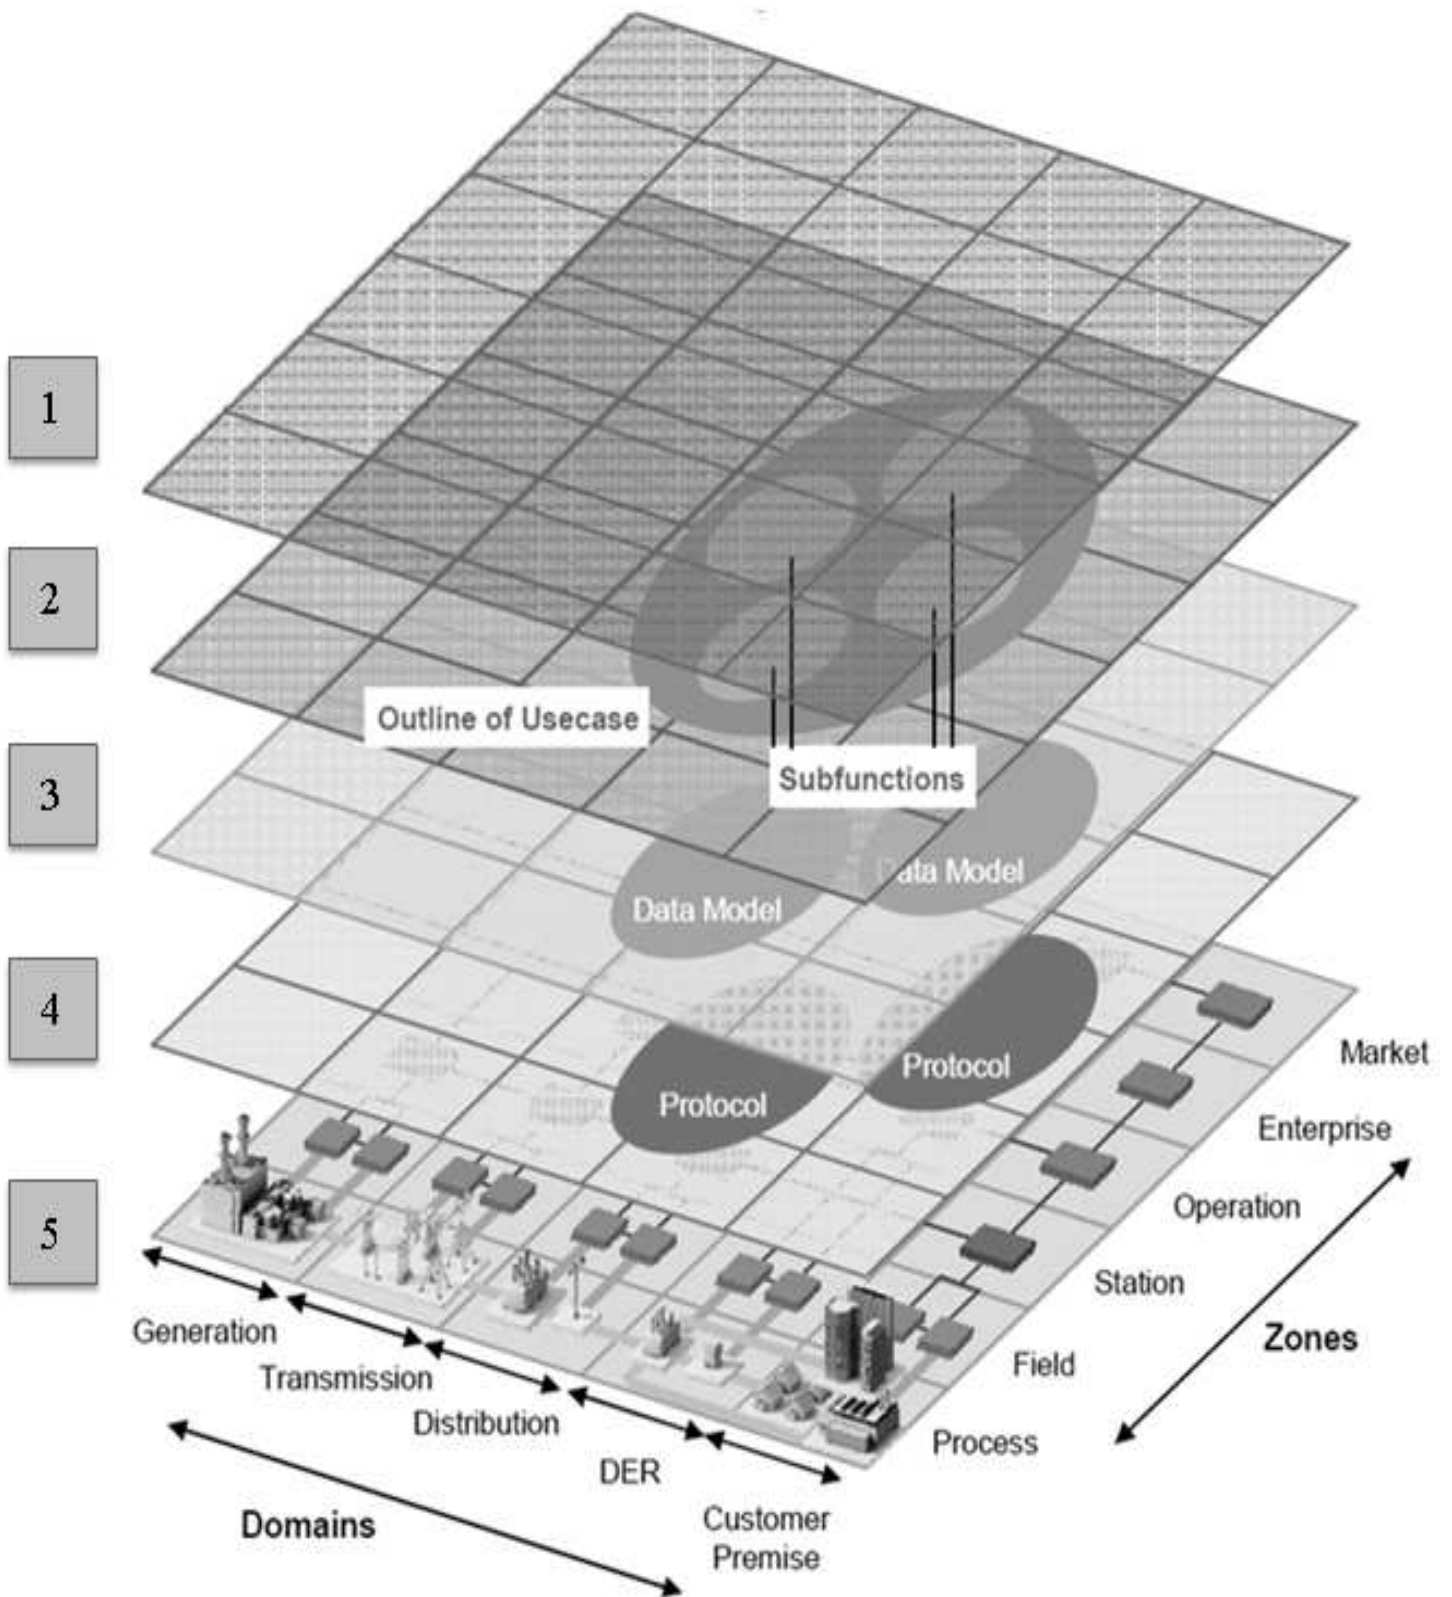 1
2
Outline of Usecase
3
Subfunctions
Data Model
Data Model
4
Protocol
Protocol
Market
Enterprise
5
Operation
Station
Generation
Zones
Field
Transmission
Distribution
Process
DER
Domains
Customer
Premise